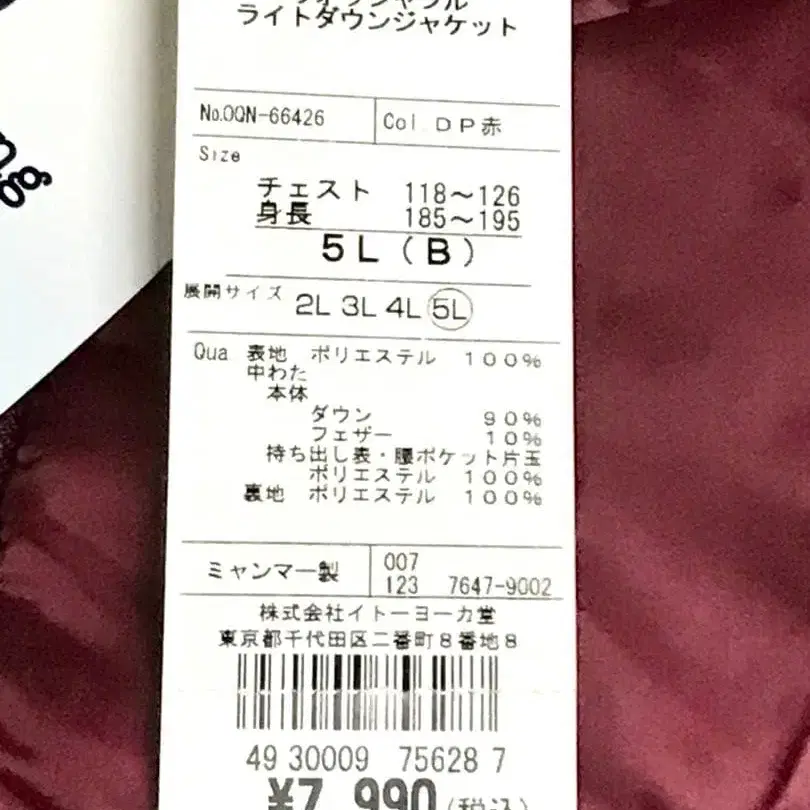 ライトダウンジャケット
No.OQN-66426
Col. DP赤
Size
チェスト 118〜126
身長 185〜195
5L(B)
展開サイズ 2L 3L 4L 5L
Qua 表地 ポリエステル 100%
中わた
本体
ダウン 90%
フェザー 10%
持ち出し表・腰ポケット片玉
ポリエステル 100%
裏地 ポリエステル 100%
ミャンマー製
007
123 7647-9002
株式会社イトーヨーカ堂
東京都千代田区二番町8番地8
49 30009 75628 7
¥7,990(税込)
ng